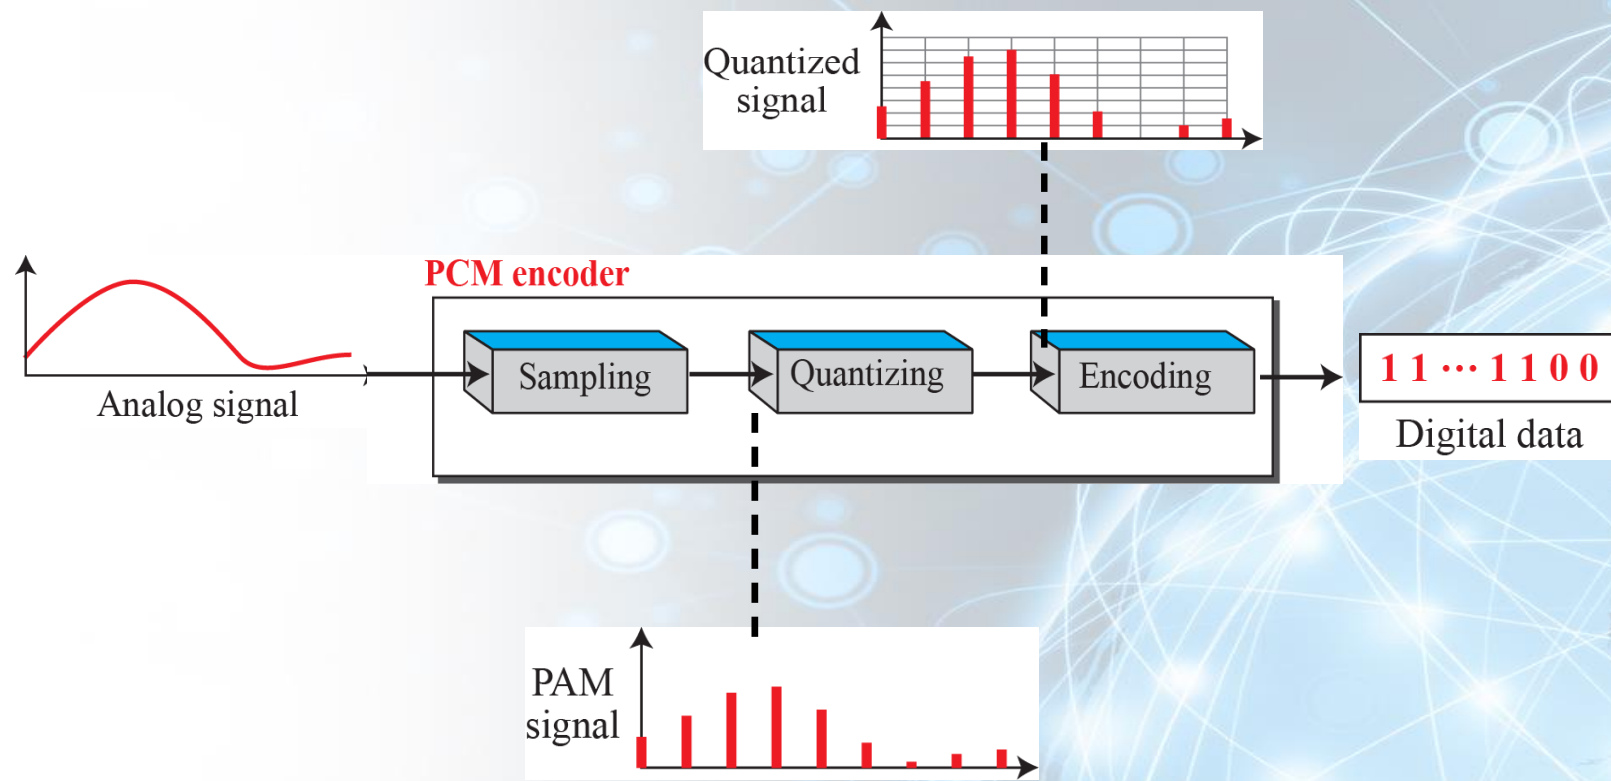 Quantized
signal
PCM encoder
Sampling
Quantizing
Encoding
1 1 ··· 1 1 0 0
Analog signal
Digital data
PAM
signal